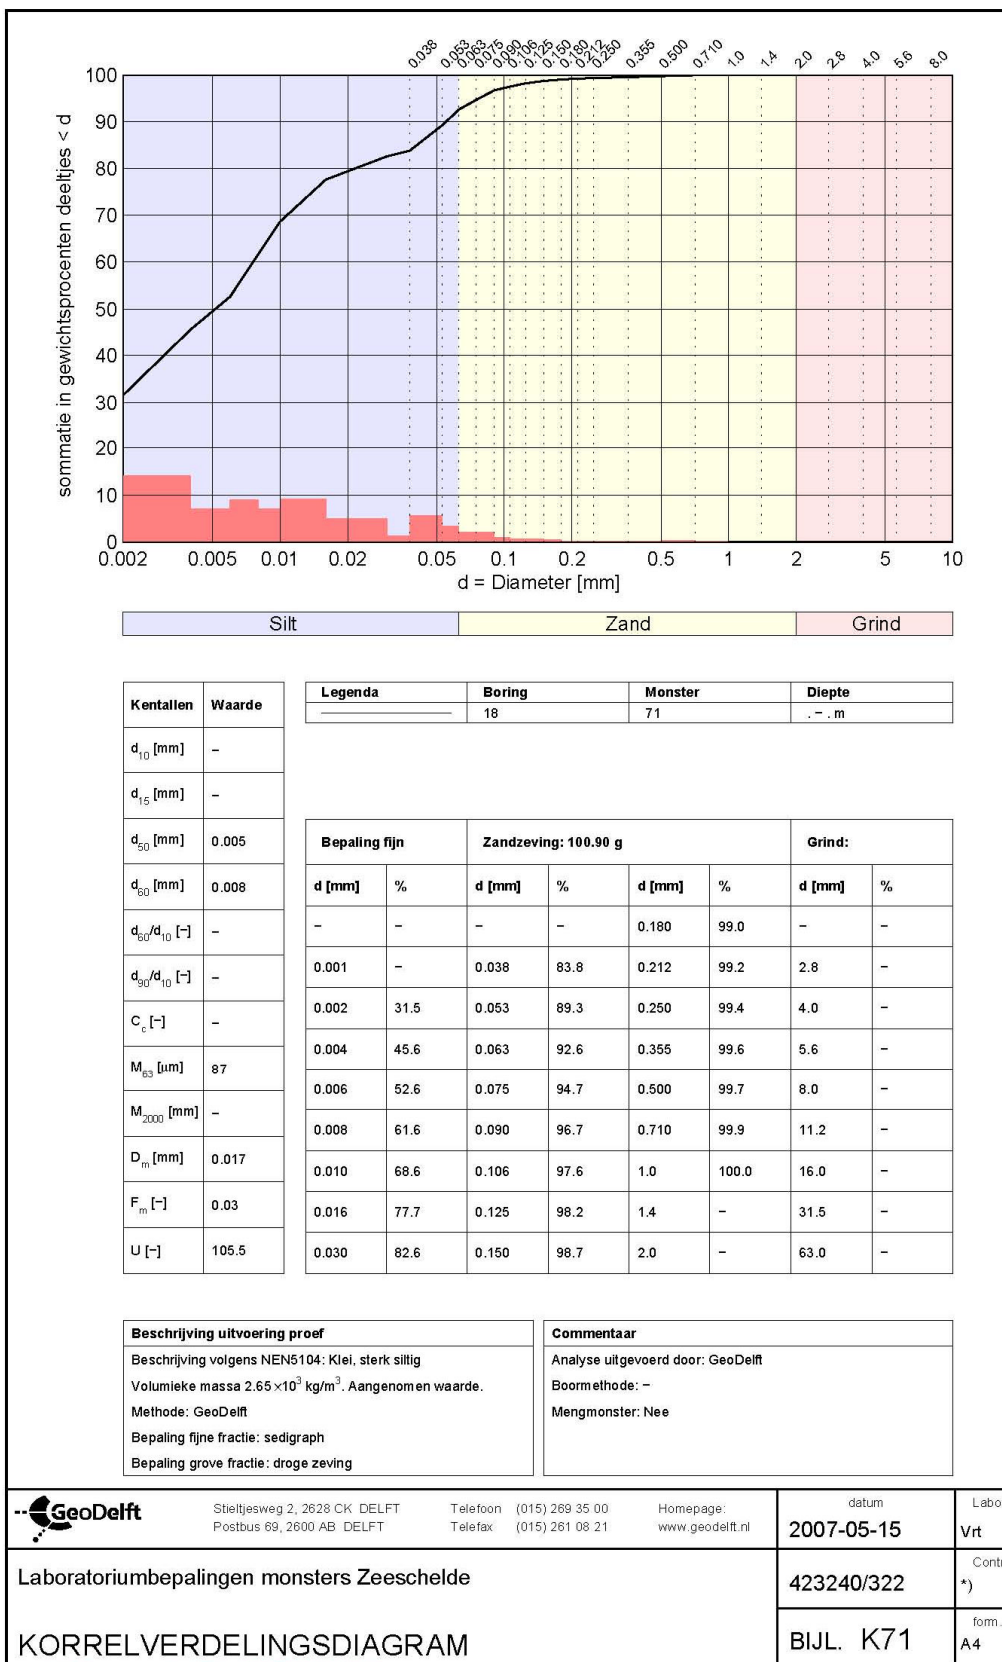 0.038 0.053 0.063 0.075 0.090 0.106 0.125 0.150 0.180 0.212 0.250 0.355 0.500 0.710 1.0 1.4 2.0 2.8 4.0 5.6 8.0
sommatie in gewichtsprocenten deeltjes < d
100
90
80
70
60
50
40
30
20
10
0
0.002 0.005 0.01 0.02 0.05 0.1 0.2 0.5 1 2 5 10
d = Diameter [mm]
Silt Zand Grind
Kentallen Waarde
d10 [mm] –
d15 [mm] –
d50 [mm] 0.005
d60 [mm] 0.008
d60/d10 [–] –
d90/d10 [–] –
Cc [–] –
M63 [µm] 87
M2000 [mm] –
Dm [mm] 0.017
Fm [–] 0.03
U [–] 105.5
Legenda Boring Monster Diepte
18 71 . – . m
Bepaling fijn Zandzeving: 100.90 g Grind:
d [mm] % d [mm] % d [mm] % d [mm] %
– – – – 0.180 99.0 – –
0.001 – 0.038 83.8 0.212 99.2 2.8 –
0.002 31.5 0.053 89.3 0.250 99.4 4.0 –
0.004 45.6 0.063 92.6 0.355 99.6 5.6 –
0.006 52.6 0.075 94.7 0.500 99.7 8.0 –
0.008 61.6 0.090 96.7 0.710 99.9 11.2 –
0.010 68.6 0.106 97.6 1.0 100.0 16.0 –
0.016 77.7 0.125 98.2 1.4 – 31.5 –
0.030 82.6 0.150 98.7 2.0 – 63.0 –
Beschrijving uitvoering proef
Beschrijving volgens NEN5104: Klei, sterk siltig
Volumieke massa 2.65 ×10³ kg/m³. Aangenomen waarde.
Methode: GeoDelft
Bepaling fijne fractie: sedigraph
Bepaling grove fractie: droge zeving
Commentaar
Analyse uitgevoerd door: GeoDelft
Boormethode: –
Mengmonster: Nee
GeoDelft
Stieltjesweg 2, 2628 CK DELFT Telefoon (015) 269 35 00 Homepage:
Postbus 69, 2600 AB DELFT Telefax (015) 261 08 21 www.geodelft.nl
datum
2007-05-15
Labo
Vrt
Laboratoriumbepalingen monsters Zeeschelde
423240/322
Contr
*)
KORRELVERDELINGSDIAGRAM
BIJL. K71
form.
A4